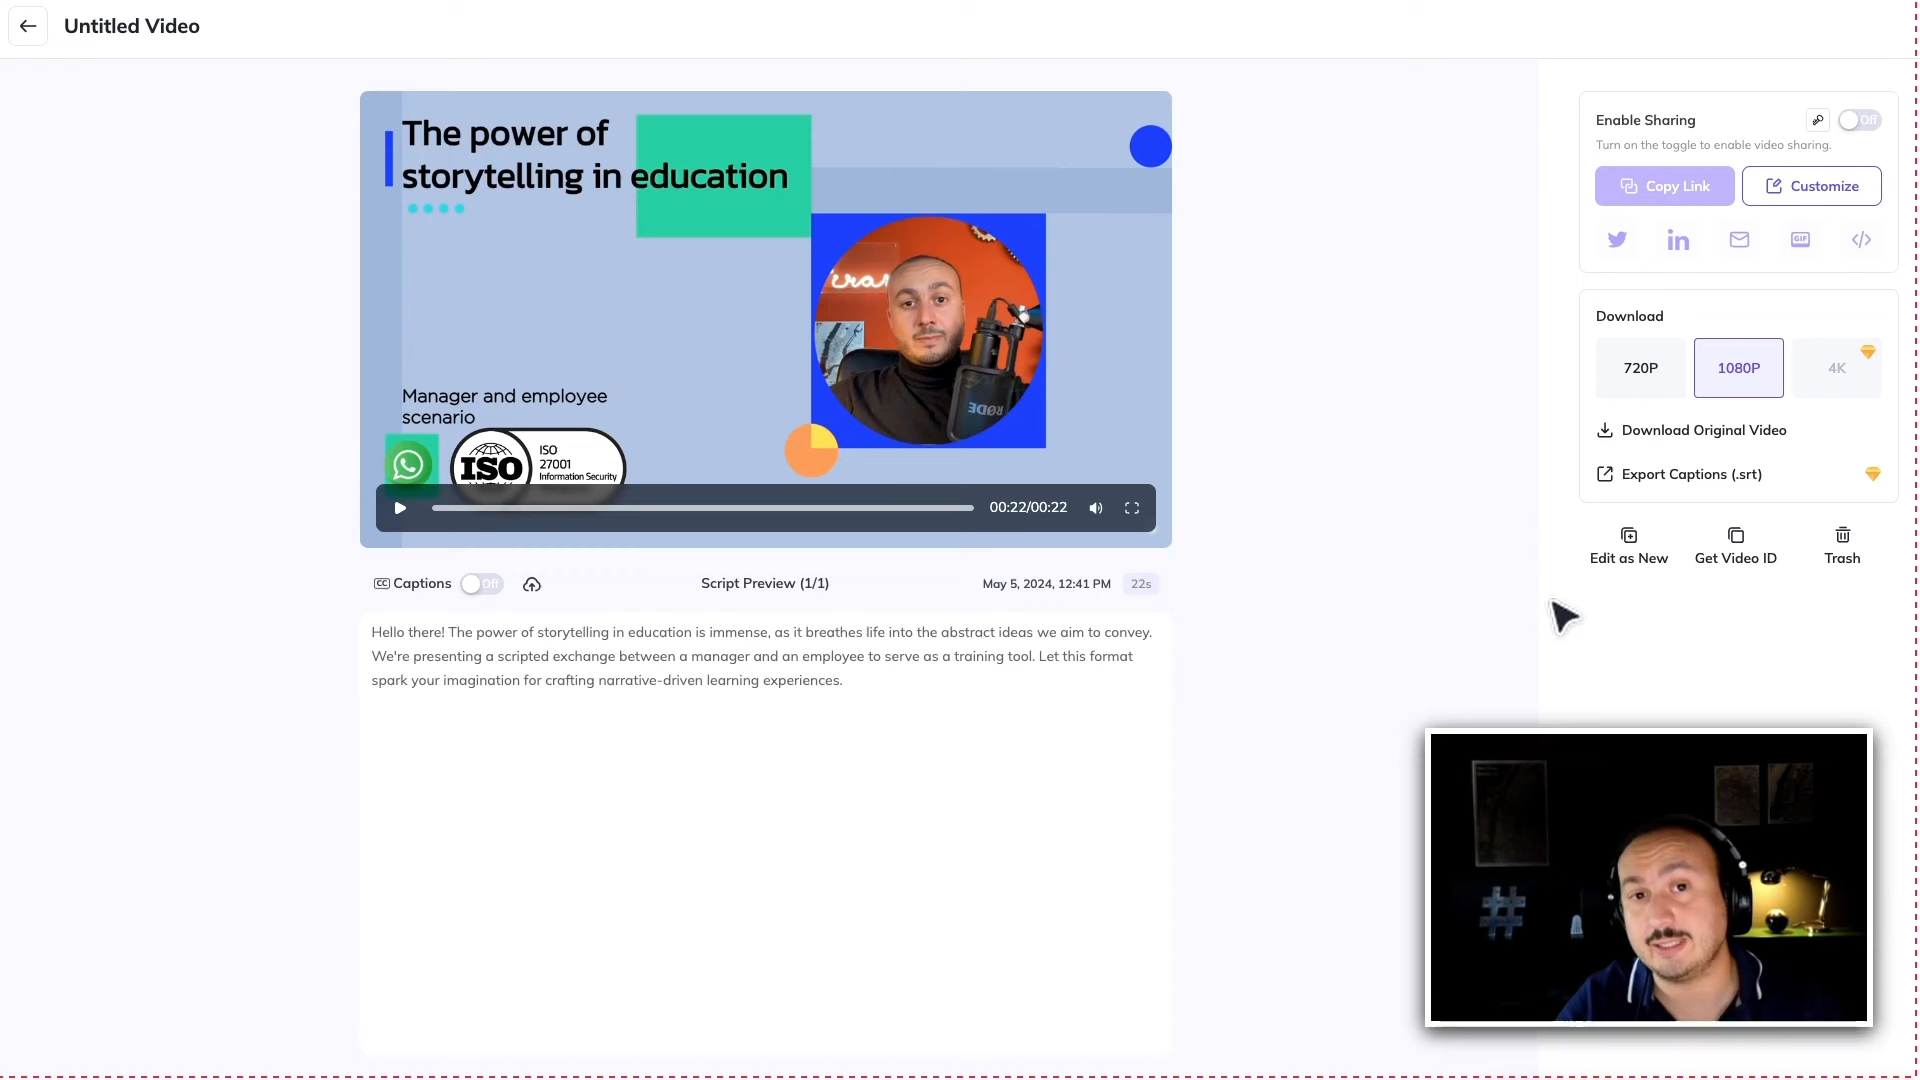 Untitled Video
The power of
storytelling in education
Manager and employee
scenario
ISO
ISO
27001
Information Security
RØDE
00:22/00:22
CC Captions
Off
Script Preview (1/1)
May 5, 2024, 12:41 PM
22s
Hello there! The power of storytelling in education is immense, as it breathes life into the abstract ideas we aim to convey.
We're presenting a scripted exchange between a manager and an employee to serve as a training tool. Let this format
spark your imagination for crafting narrative-driven learning experiences.
Enable Sharing
Off
Turn on the toggle to enable video sharing.
Copy Link
Customize
in
GIF
Download
720P
1080P
4K
Download Original Video
Export Captions (.srt)
Edit as New
Get Video ID
Trash
#